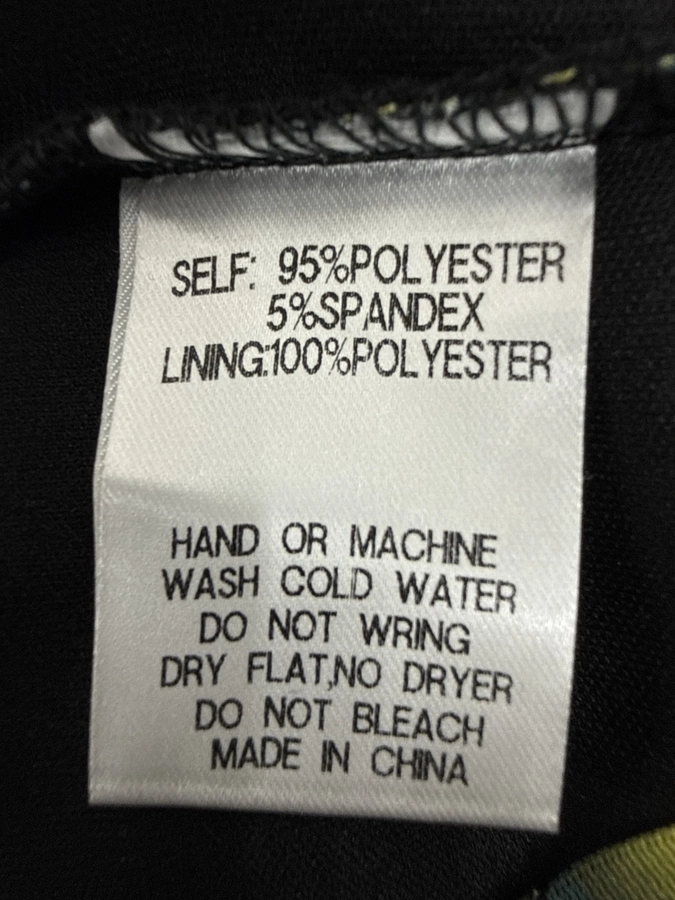 SELF: 95%POLYESTER
5%SPANDEX
LINING:100%POLYESTER
HAND OR MACHINE
WASH COLD WATER
DO NOT WRING
DRY FLAT,NO DRYER
DO NOT BLEACH
MADE IN CHINA